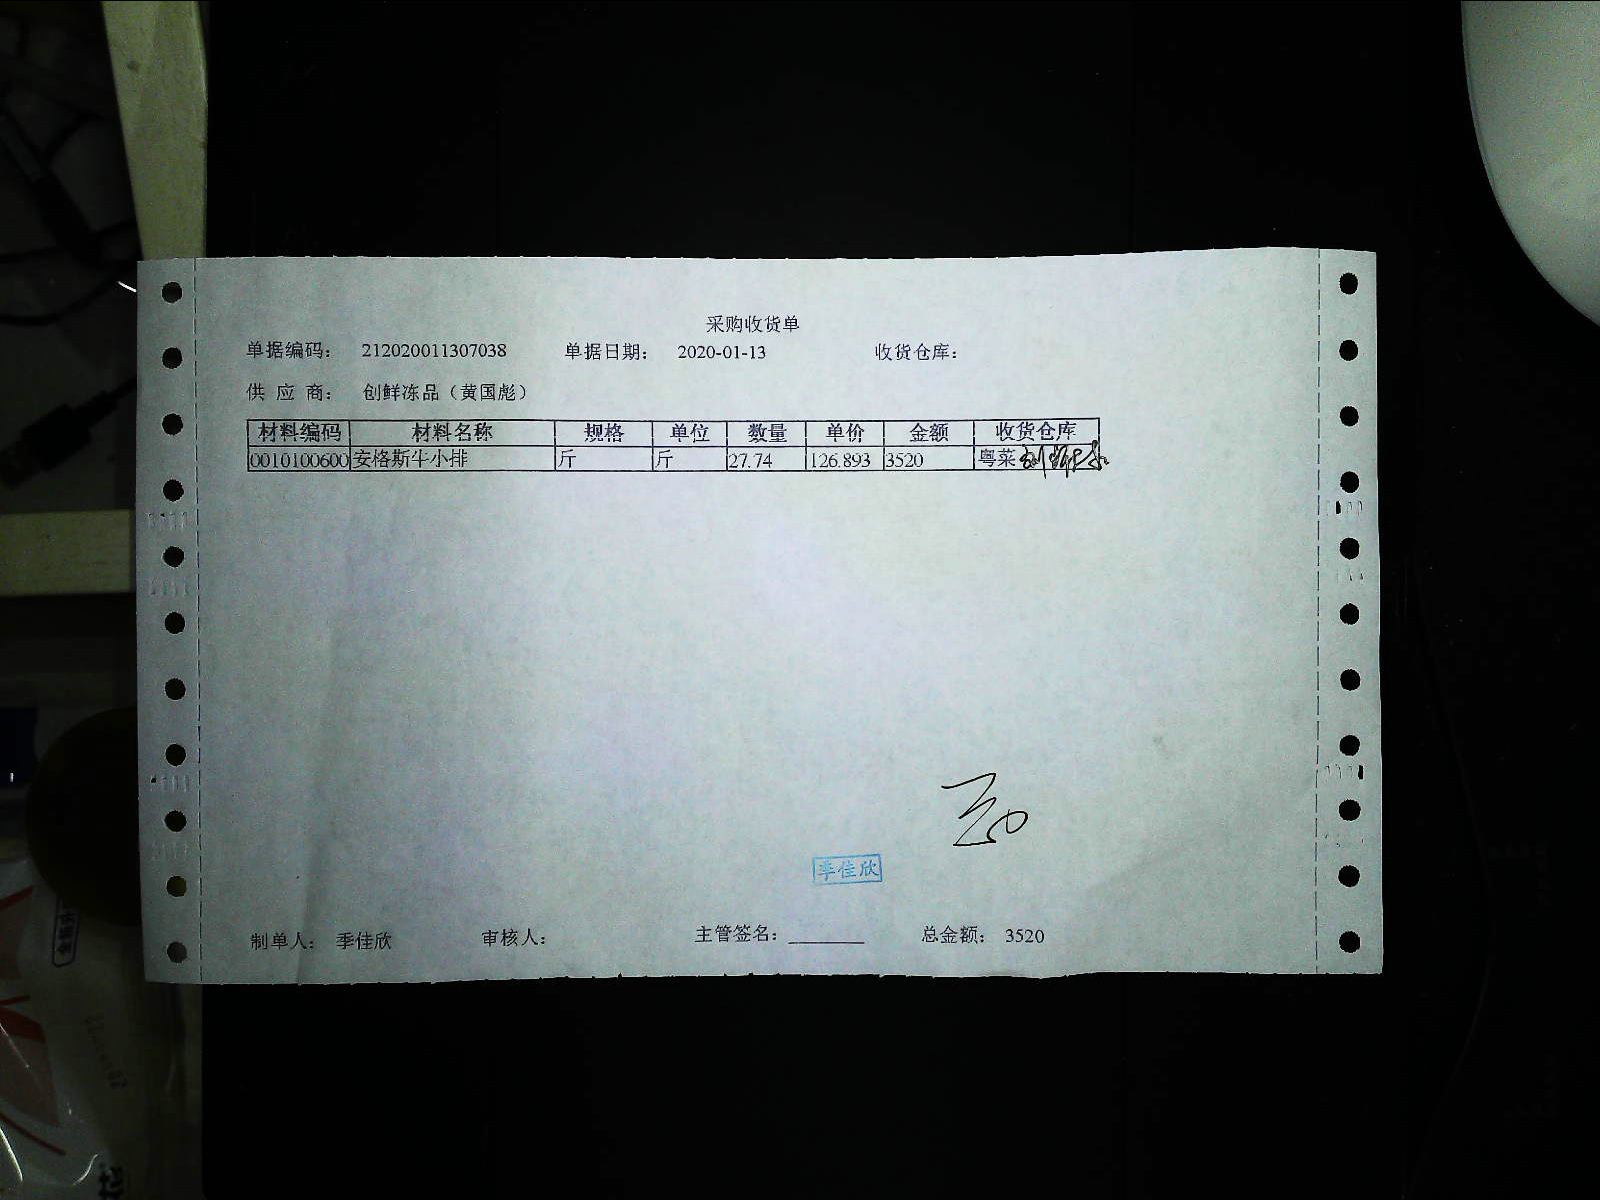 采购收货单
单据编码： 212020011307038 单据日期： 2020-01-13 收货仓库：
供 应 商： 创鲜冻品（黄国彪）
材料编码 材料名称 规格 单位 数量 单价 金额 收货仓库
0010100600 安格斯牛小排 斤 斤 27.74 126.893 3520 粤菜
季佳欣
制单人： 季佳欣 审核人： 主管签名： 总金额： 3520